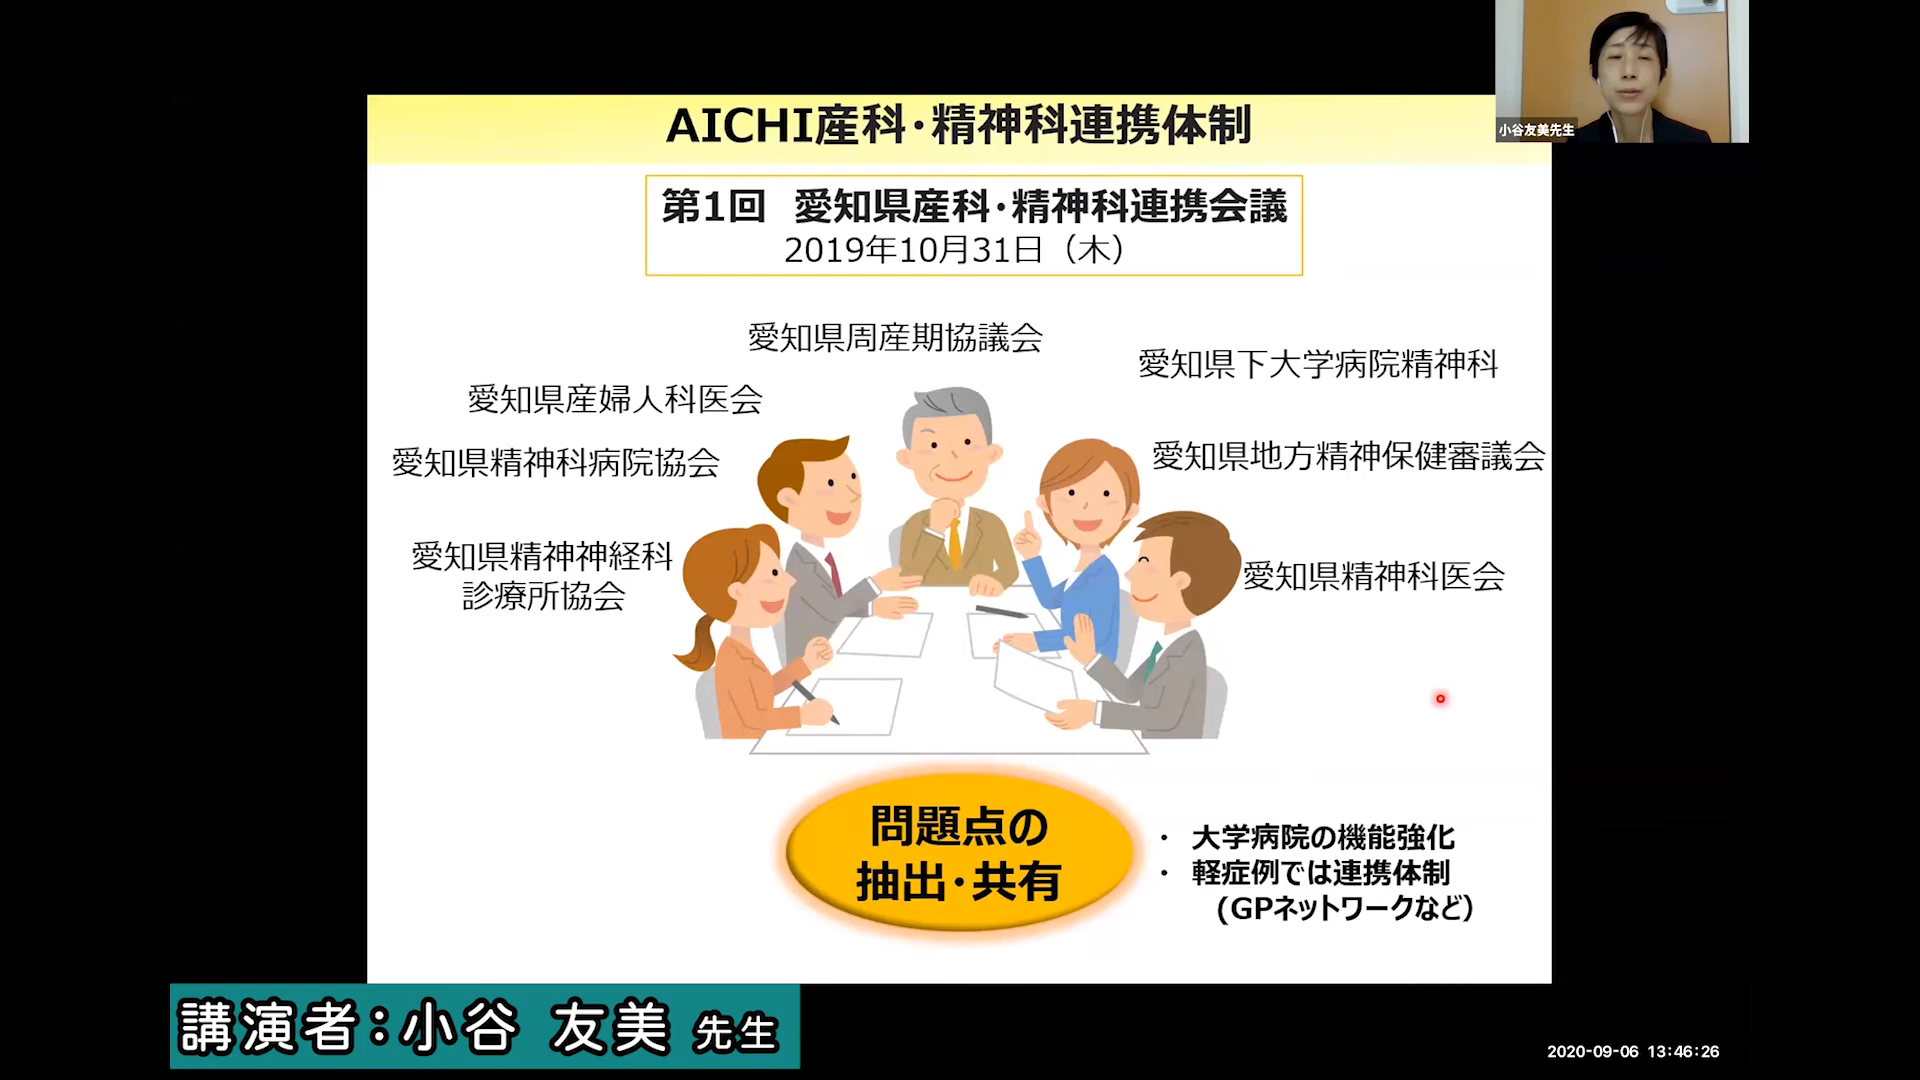 AICHI産科・精神科連携体制
小谷友美先生
第1回 愛知県産科・精神科連携会議
2019年10月31日（木）
愛知県周産期協議会
愛知県下大学病院精神科
愛知県産婦人科医会
愛知県精神科病院協会
愛知県地方精神保健審議会
愛知県精神神経科
診療所協会
愛知県精神科医会
問題点の
抽出・共有
・ 大学病院の機能強化
・ 軽症例では連携体制
(GPネットワークなど）
講演者：小谷 友美 先生
2020-09-06 13:46:26